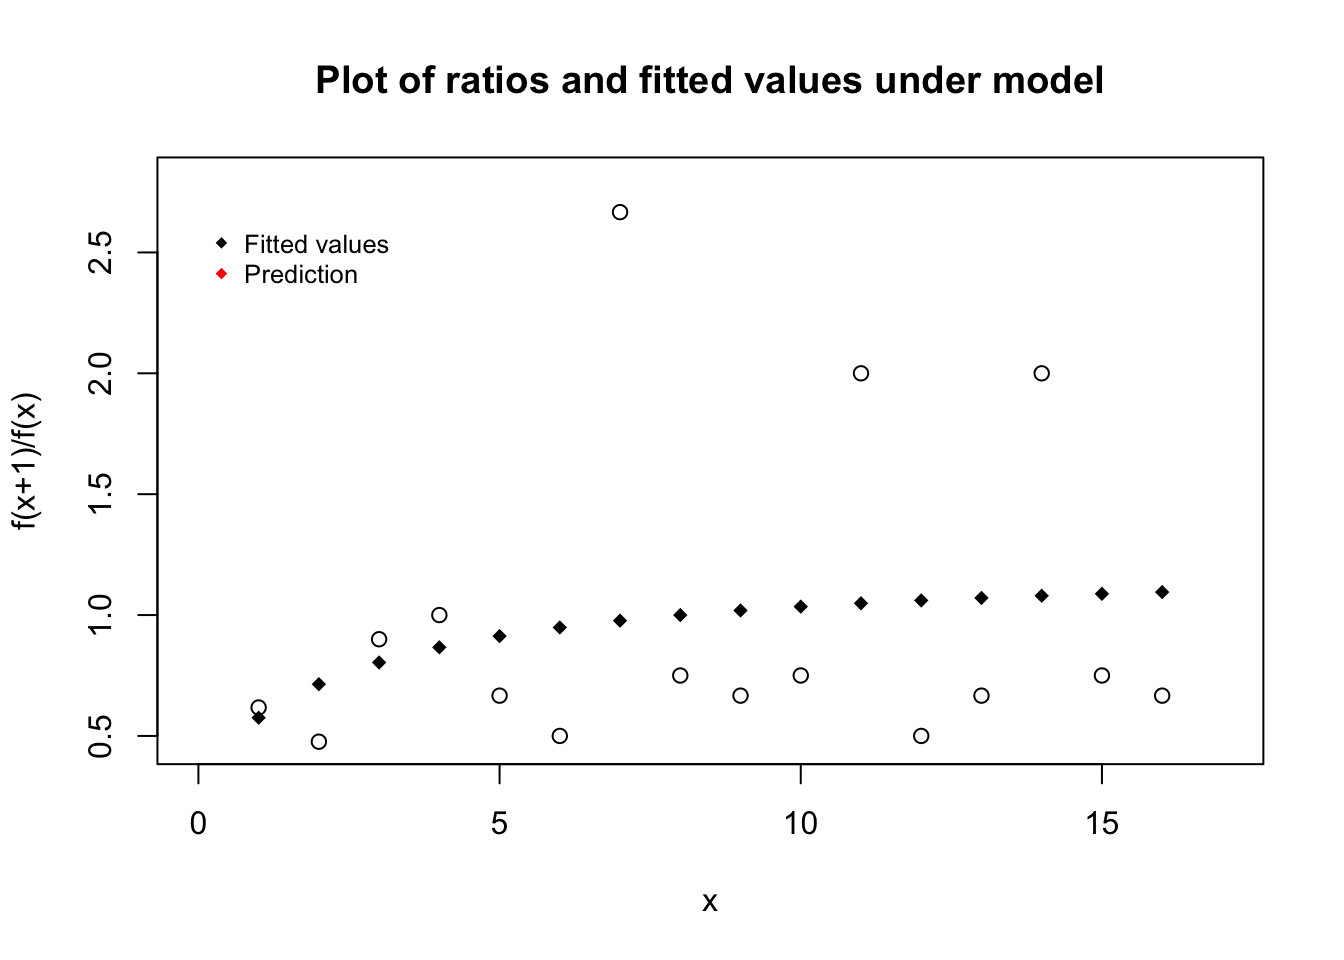 Plot of ratios and fitted values under model
Fitted values
Prediction
f(x+1)/f(x)
2.5
2.0
1.5
1.0
0.5
0 5 10 15
x